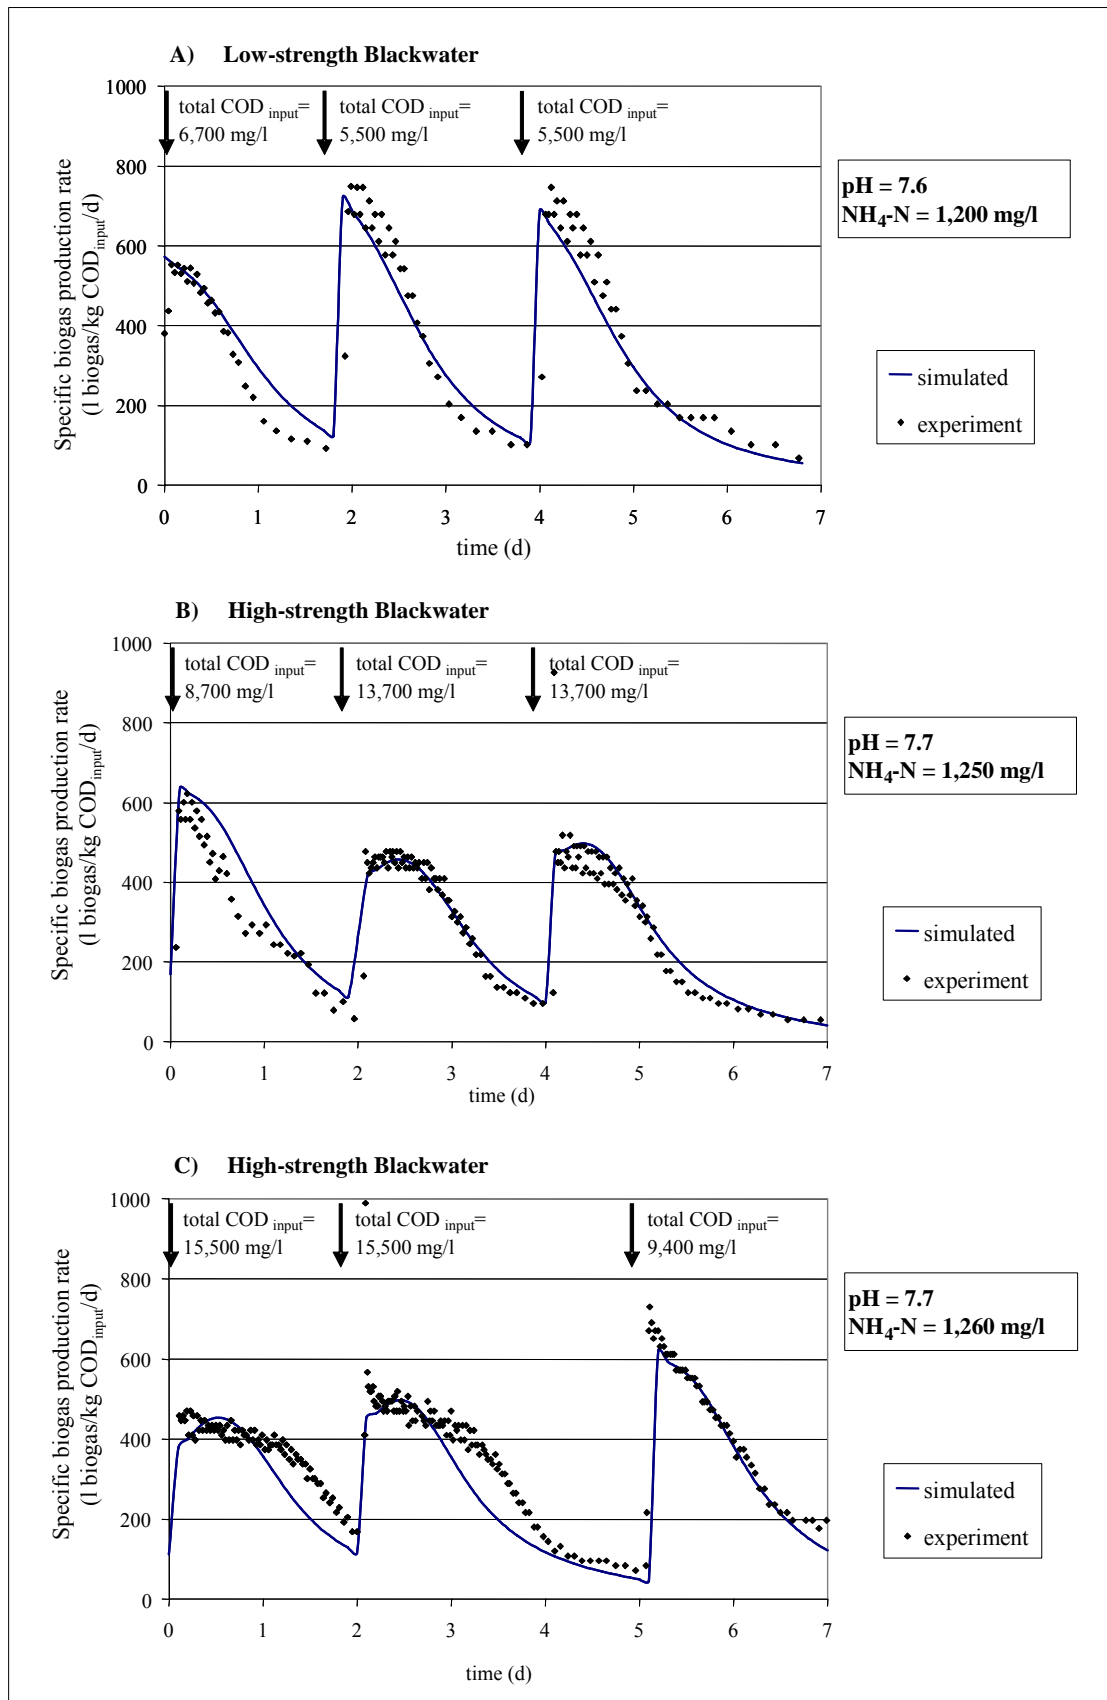 A) Low-strength Blackwater
1000
800
600
400
200
0
Specific biogas production rate
(l biogas/kg COD input/d)
total COD input=
6,700 mg/l
total COD input=
5,500 mg/l
total COD input=
5,500 mg/l
0 1 2 3 4 5 6 7
time (d)
pH = 7.6
NH4-N = 1,200 mg/l
simulated
experiment
B) High-strength Blackwater
1000
800
600
400
200
0
Specific biogas production rate
(l biogas/kg COD input/d)
total COD input=
8,700 mg/l
total COD input=
13,700 mg/l
total COD input=
13,700 mg/l
0 1 2 3 4 5 6 7
time (d)
pH = 7.7
NH4-N = 1,250 mg/l
simulated
experiment
C) High-strength Blackwater
1000
800
600
400
200
0
Specific biogas production rate
(l biogas/kg COD input/d)
total COD input=
15,500 mg/l
total COD input=
15,500 mg/l
total COD input=
9,400 mg/l
0 1 2 3 4 5 6 7
time (d)
pH = 7.7
NH4-N = 1,260 mg/l
simulated
experiment